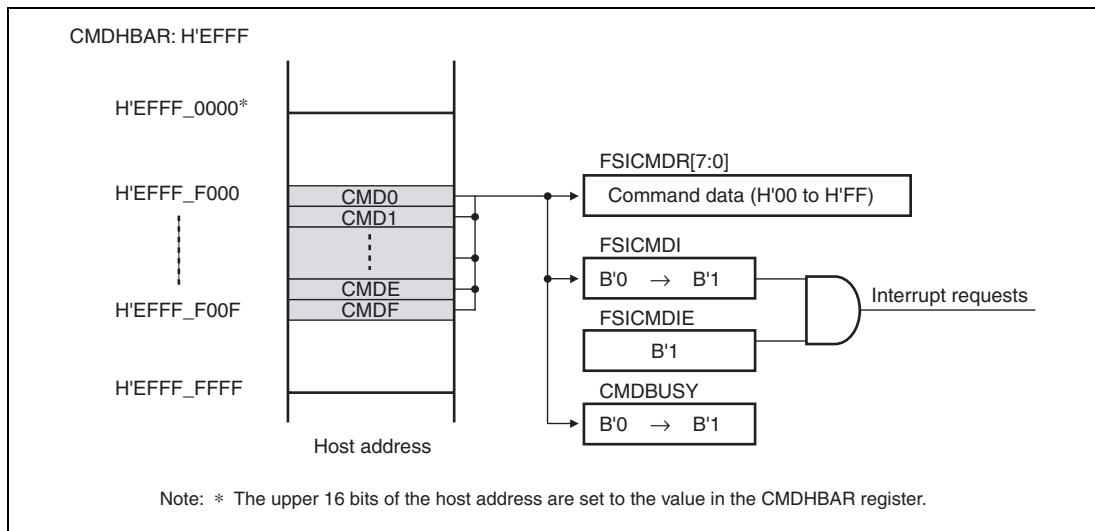 CMDHBAR: H'EFFF
H'EFFF_0000*
H'EFFF_F000
CMD0
CMD1
CMDE
CMDF
H'EFFF_F00F
H'EFFF_FFFF
Host address
FSICMDR[7:0]
Command data (H'00 to H'FF)
FSICMDI
B'0 → B'1
FSICMDIE
B'1
Interrupt requests
CMDBUSY
B'0 → B'1
Note: * The upper 16 bits of the host address are set to the value in the CMDHBAR register.